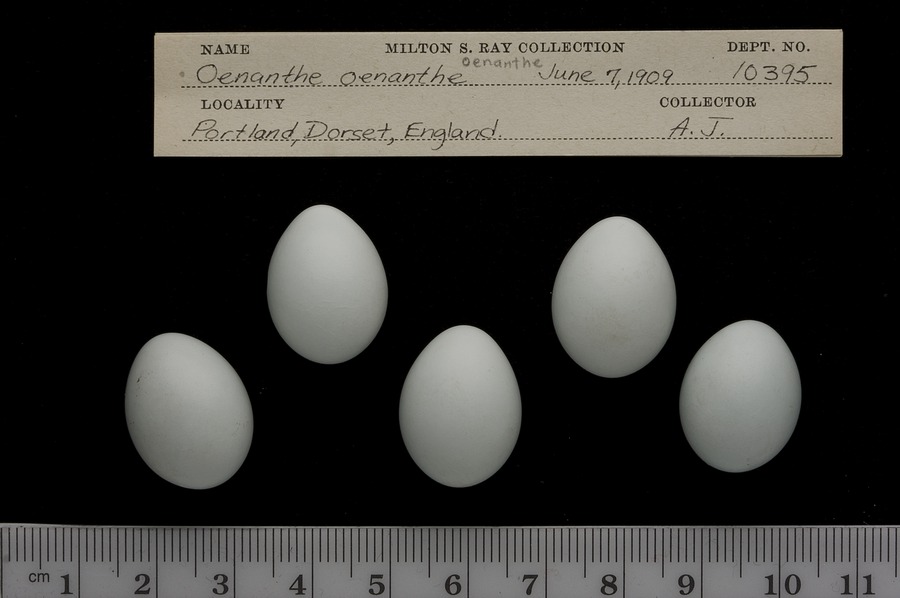 NAME MILTON S. RAY COLLECTION DEPT. NO.
oenanthe
Oenanthe oenanthe June 7, 1909 10395
LOCALITY COLLECTOR
Portland, Dorset, England. A. J.
cm 1 2 3 4 5 6 7 8 9 10 11